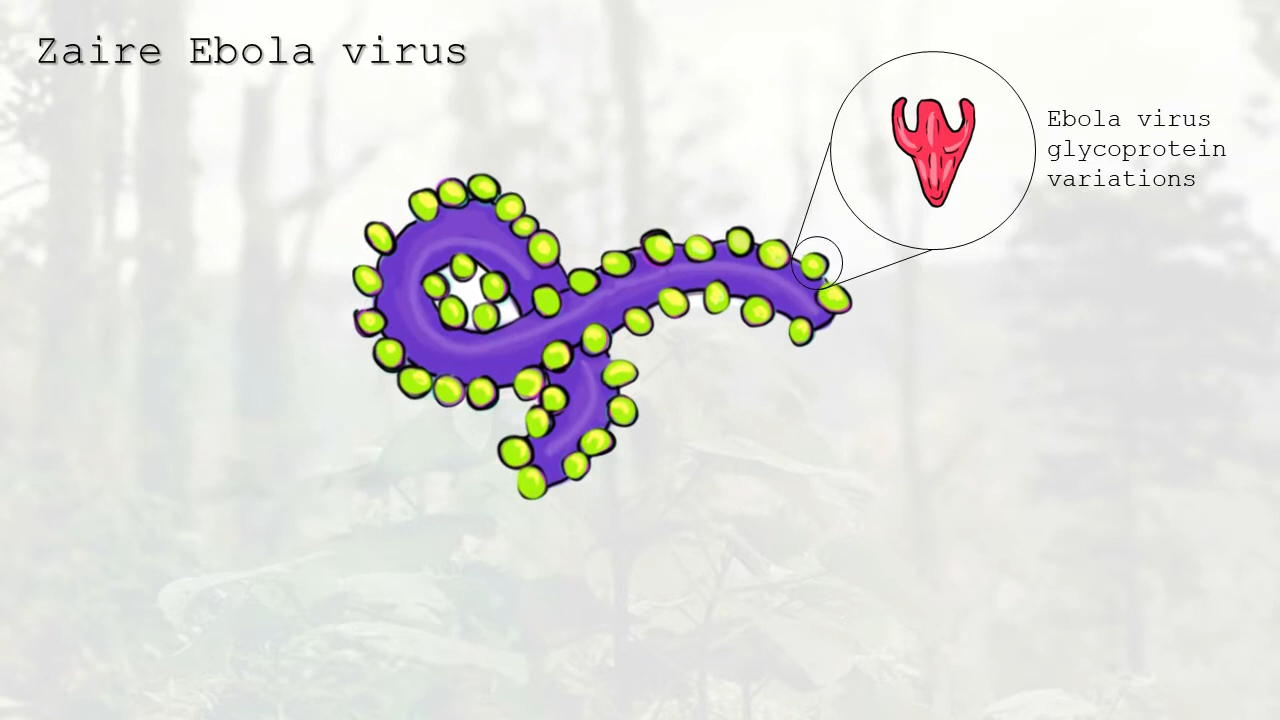 Zaire Ebola virus
Ebola virus
glycoprotein
variations